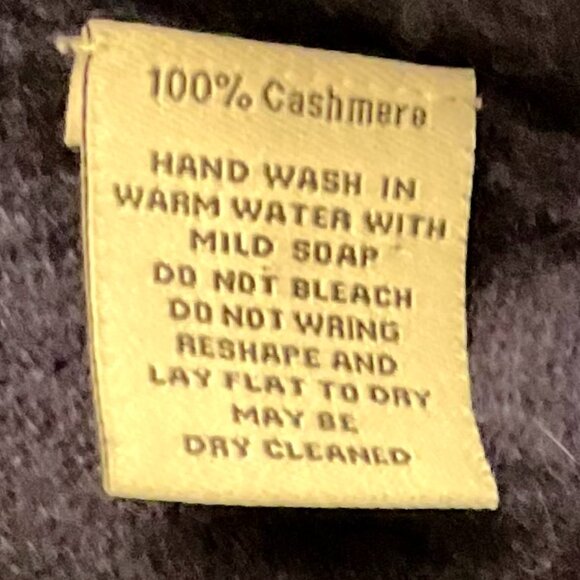 100% Cashmere
HAND WASH IN
WARM WATER WITH
MILD SOAP
DO NOT BLEACH
DO NOT WRING
RESHAPE AND
LAY FLAT TO DRY
MAY BE
DRY CLEANED